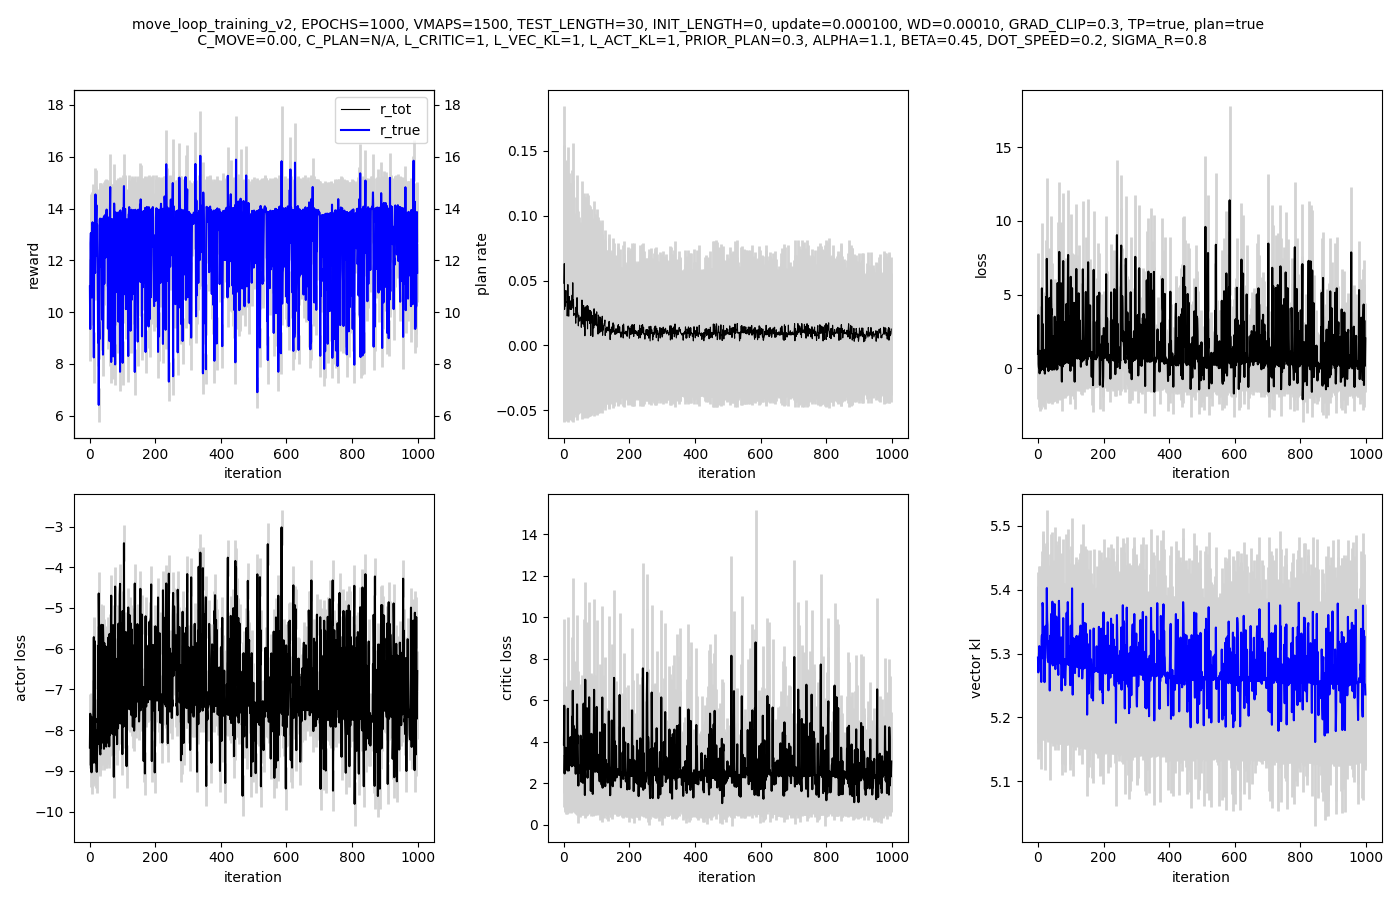 move_loop_training_v2, EPOCHS=1000, VMAPS=1500, TEST_LENGTH=30, INIT_LENGTH=0, update=0.000100, WD=0.00010, GRAD_CLIP=0.3, TP=true, plan=true
C_MOVE=0.00, C_PLAN=N/A, L_CRITIC=1, L_VEC_KL=1, L_ACT_KL=1, PRIOR_PLAN=0.3, ALPHA=1.1, BETA=0.45, DOT_SPEED=0.2, SIGMA_R=0.8
r_tot
r_true
reward
18
16
14
12
10
8
6
18
16
14
12
10
8
6
0 200 400 600 800 1000
iteration
plan rate
0.15
0.10
0.05
0.00
−0.05
0 200 400 600 800 1000
iteration
loss
15
10
5
0
0 200 400 600 800 1000
iteration
actor loss
−3
−4
−5
−6
−7
−8
−9
−10
0 200 400 600 800 1000
iteration
critic loss
14
12
10
8
6
4
2
0
0 200 400 600 800 1000
iteration
vector kl
5.5
5.4
5.3
5.2
5.1
0 200 400 600 800 1000
iteration